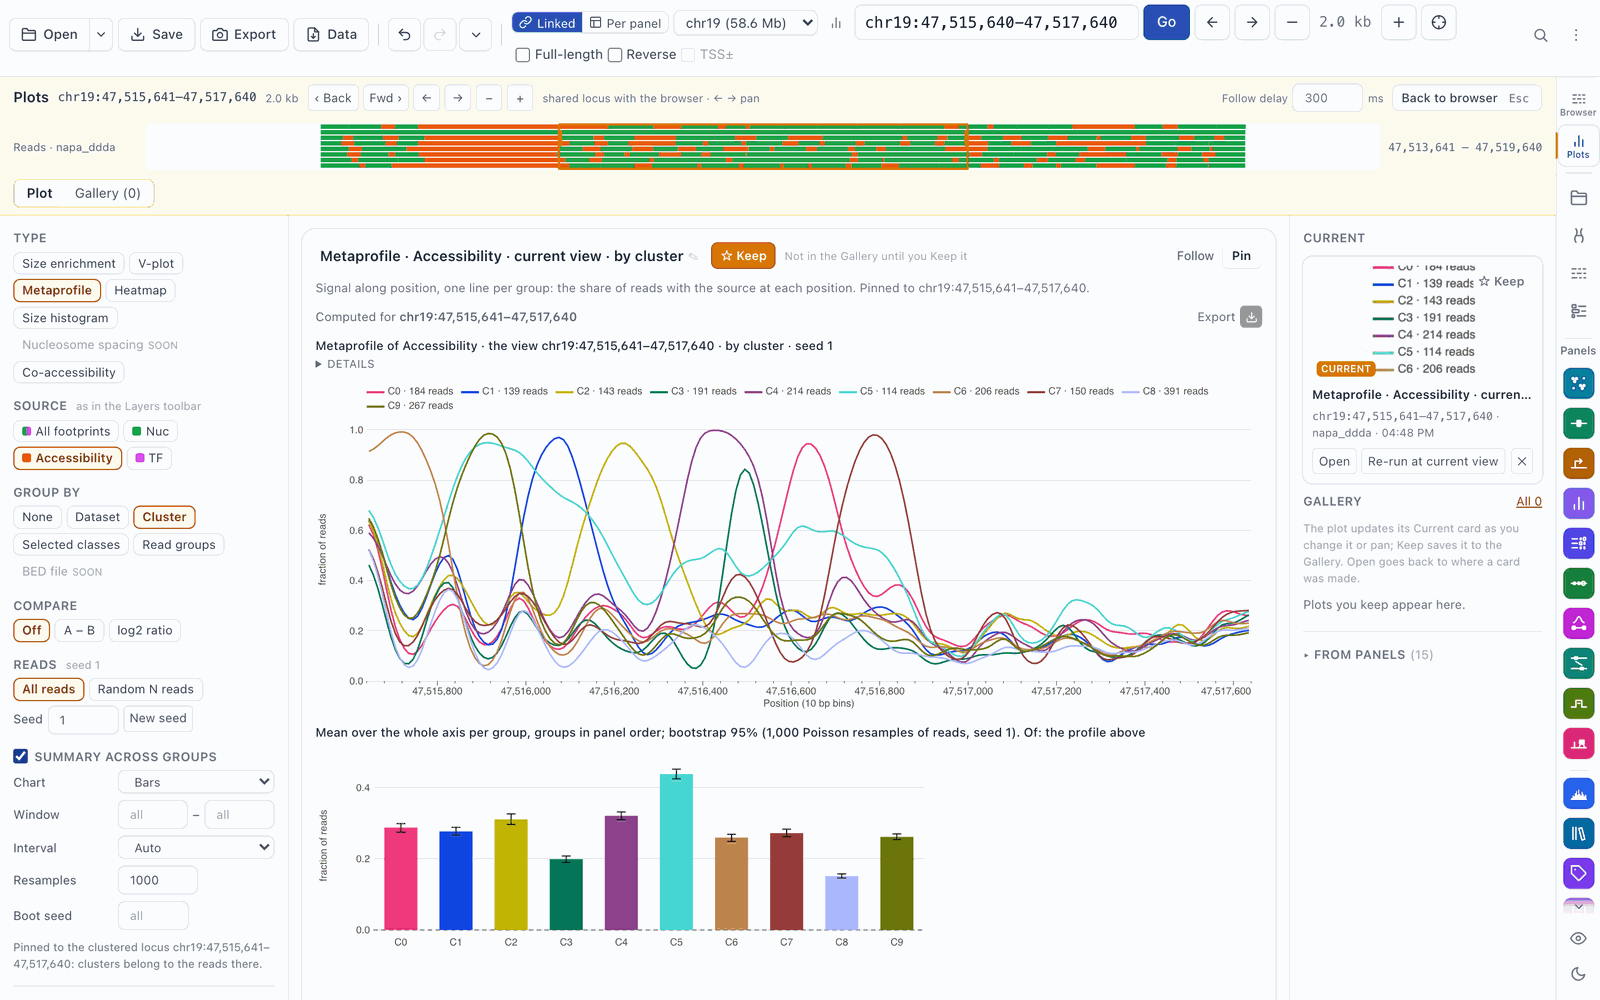 Open Save Export Data Linked Per panel chr19 (58.6 Mb) chr19:47,515,640–47,517,640 Go ← → − 2.0 kb +
Full-length Reverse TSS±
Plots chr19:47,515,641–47,517,640 2.0 kb ‹ Back Fwd › ← → − + shared locus with the browser · ← → pan Follow delay 300 ms Back to browser Esc
Browser
Plots
Reads · napa_ddda 47,513,641 – 47,519,640
Plot Gallery (0)
TYPE
Size enrichment V-plot
Metaprofile Heatmap
Size histogram
Nucleosome spacing SOON
Co-accessibility
SOURCE as in the Layers toolbar
All footprints Nuc
Accessibility TF
GROUP BY
None Dataset Cluster
Selected classes Read groups
BED file SOON
COMPARE
Off A − B log2 ratio
READS seed 1
All reads Random N reads
Seed 1 New seed
SUMMARY ACROSS GROUPS
Chart Bars
Window all – all
Interval Auto
Resamples 1000
Boot seed all
Pinned to the clustered locus chr19:47,515,641–
47,517,640: clusters belong to the reads there.
Metaprofile · Accessibility · current view · by cluster Keep Not in the Gallery until you Keep it Follow Pin
Signal along position, one line per group: the share of reads with the source at each position. Pinned to chr19:47,515,641–47,517,640.
Computed for chr19:47,515,641–47,517,640 Export
Metaprofile of Accessibility · the view chr19:47,515,641–47,517,640 · by cluster · seed 1
▶ DETAILS
C0 · 184 reads C1 · 139 reads C2 · 143 reads C3 · 191 reads C4 · 214 reads C5 · 114 reads C6 · 206 reads C7 · 150 reads C8 · 391 reads
C9 · 267 reads
1.0
0.8
0.6
0.4
0.2
0.0
fraction of reads
47,515,800 47,516,000 47,516,200 47,516,400 47,516,600 47,516,800 47,517,000 47,517,200 47,517,400 47,517,600
Position (10 bp bins)
Mean over the whole axis per group, groups in panel order; bootstrap 95% (1,000 Poisson resamples of reads, seed 1). Of: the profile above
0.4
0.2
0.0
fraction of reads
C0 C1 C2 C3 C4 C5 C6 C7 C8 C9
CURRENT
C0 · 184 reads
C1 · 139 reads Keep
C2 · 143 reads
C3 · 191 reads
C4 · 214 reads
C5 · 114 reads
CURRENT C6 · 206 reads
Metaprofile · Accessibility · curren...
chr19:47,515,641–47,517,640 ·
napa_ddda · 04:48 PM
Open Re-run at current view ×
GALLERY All 0
The plot updates its Current card as you
change it or pan; Keep saves it to the
Gallery. Open goes back to where a card
was made.
Plots you keep appear here.
▸ FROM PANELS (15)
Panels